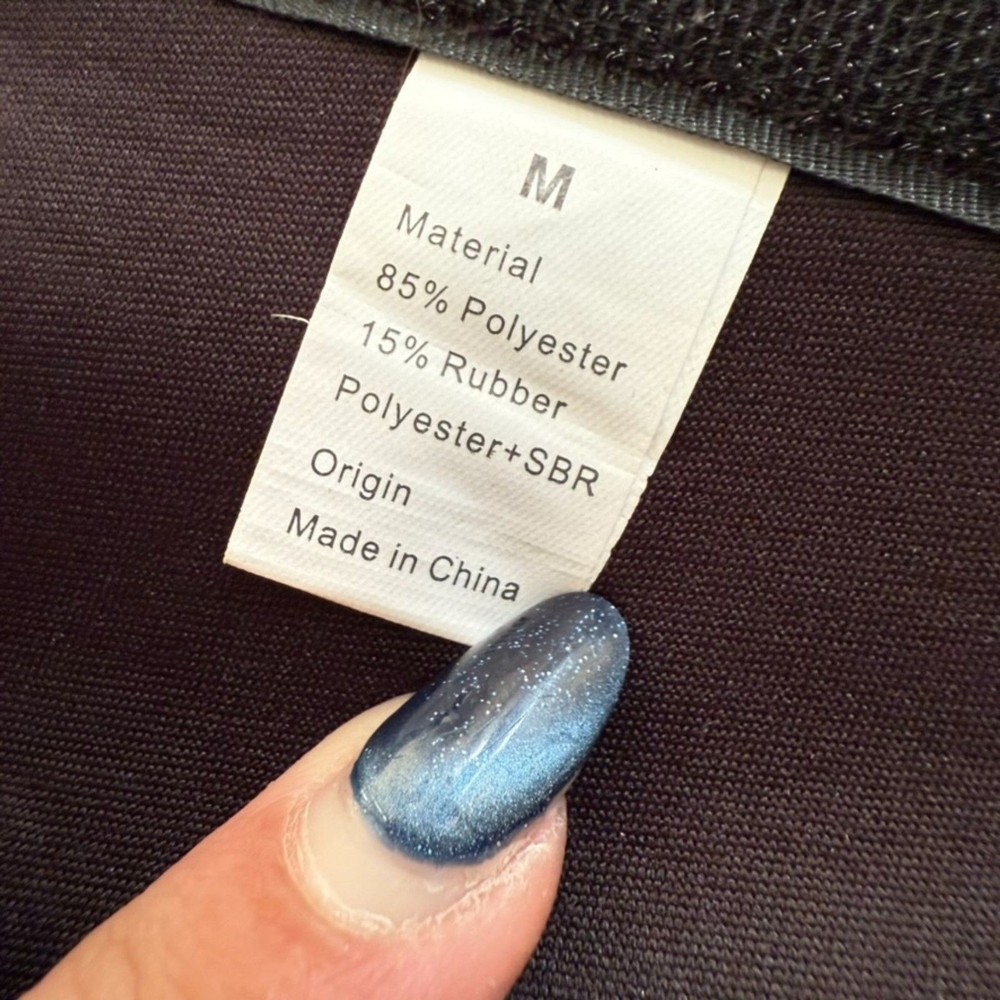 M
Material
85% Polyester
15% Rubber
Polyester+SBR
Origin
Made in China